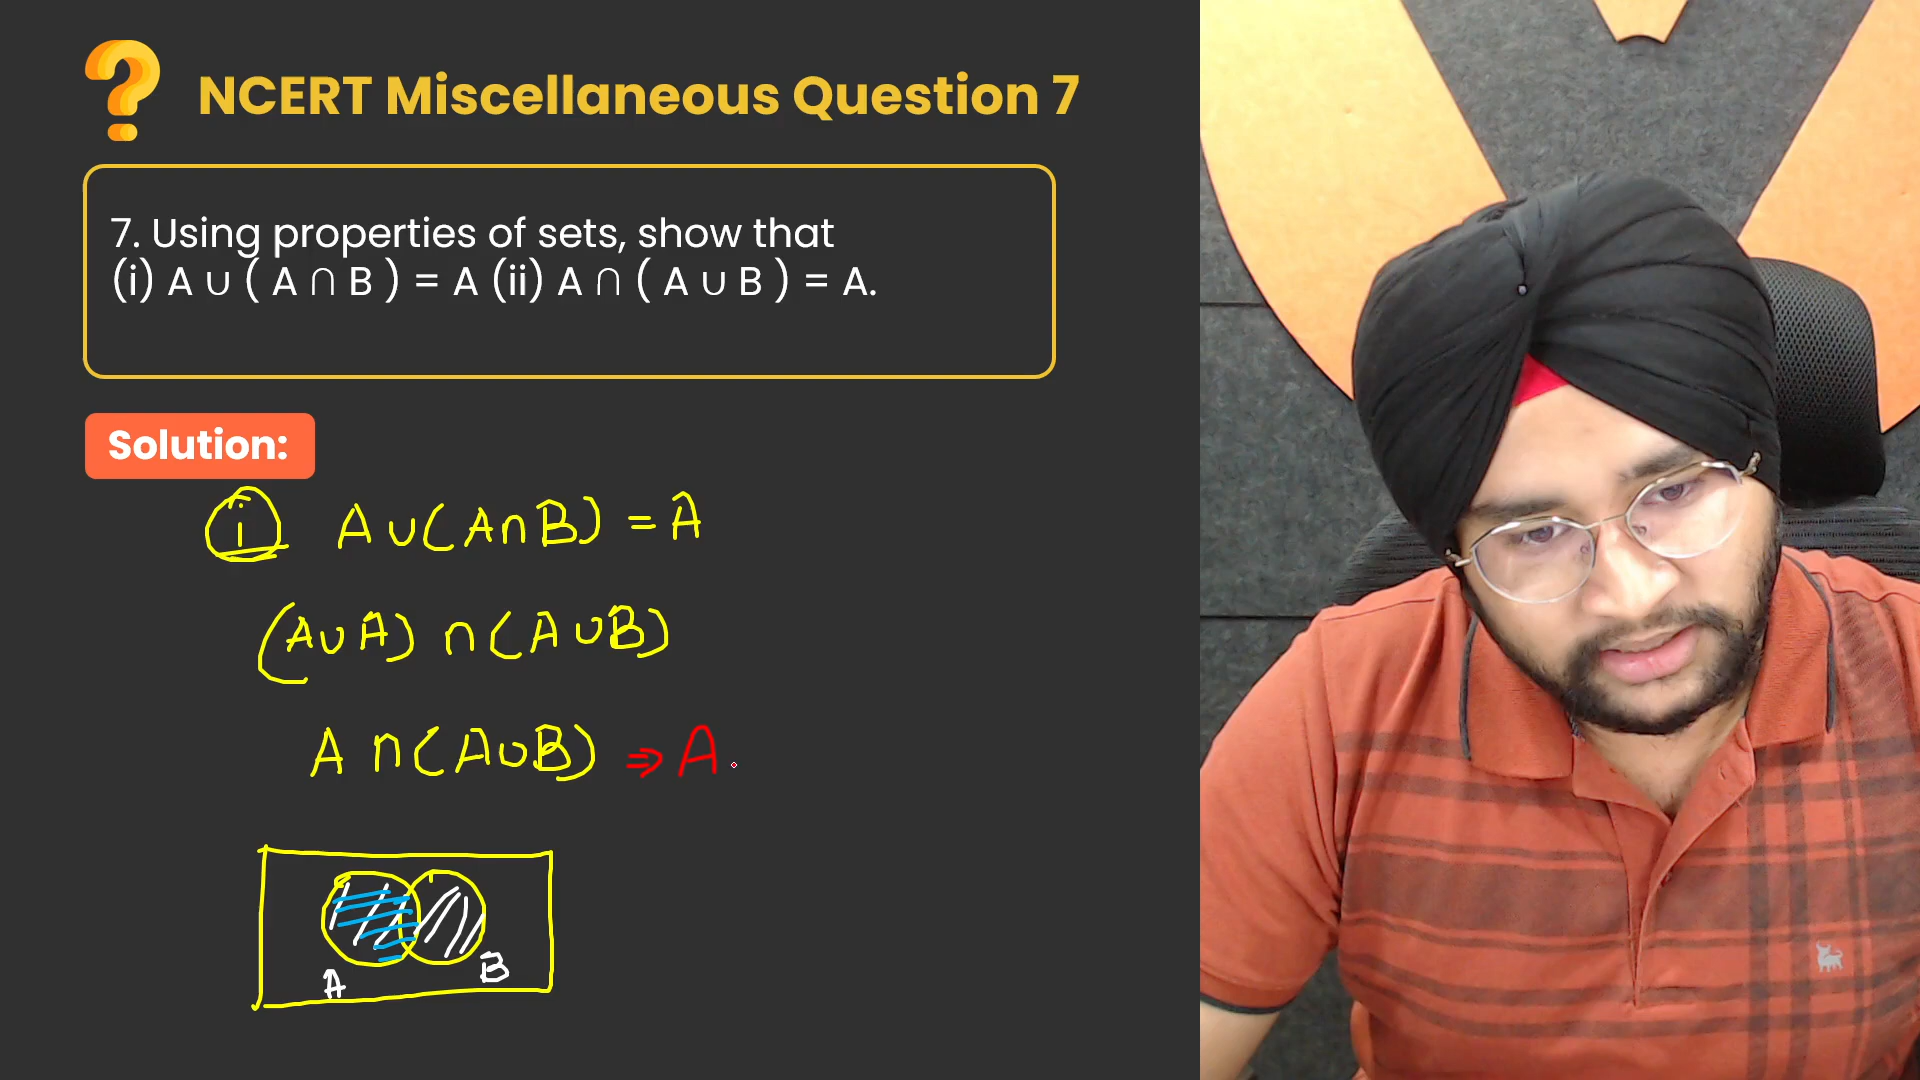 NCERT Miscellaneous Question 7
7. Using properties of sets, show that
(i) A ∪ ( A ∩ B ) = A (ii) A ∩ ( A ∪ B ) = A.
Solution:
i A ∪ ( A ∩ B ) = A
(A ∪ A) ∩ (A ∪ B)
A ∩ (A ∪ B) ⇒ A.
A B